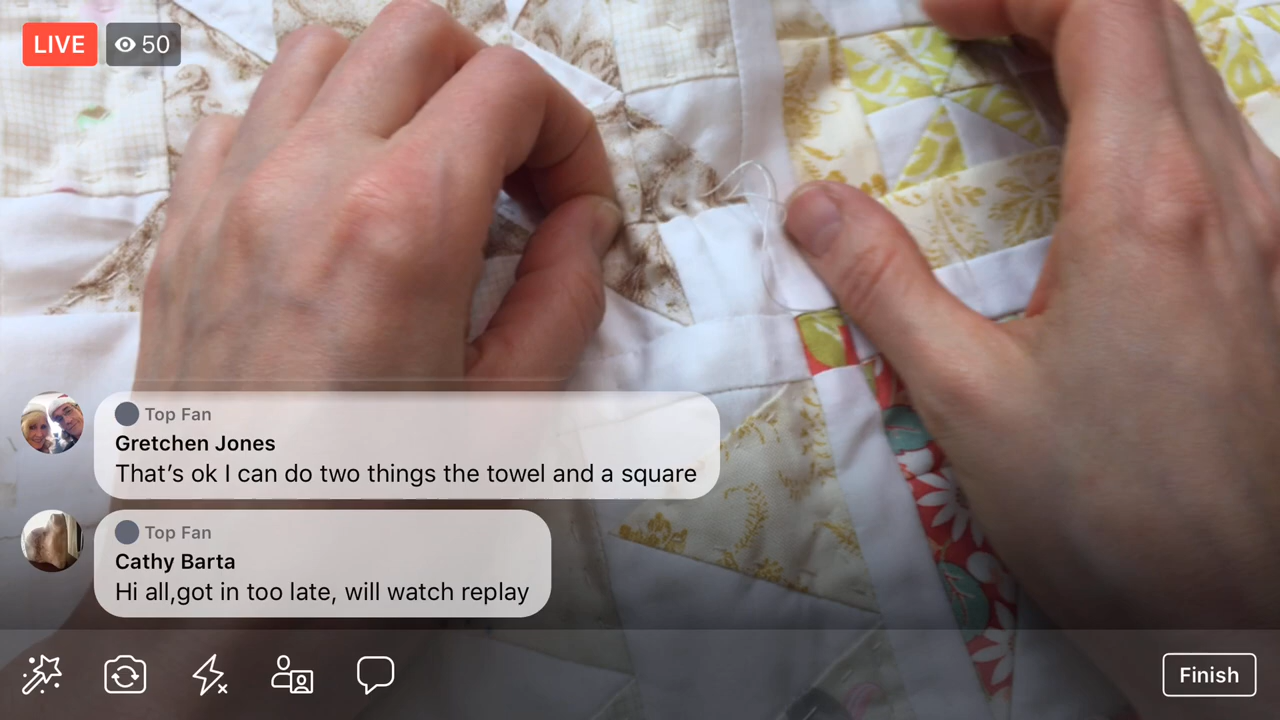 LIVE 50
Top Fan
Gretchen Jones
That’s ok I can do two things the towel and a square
Top Fan
Cathy Barta
Hi all,got in too late, will watch replay
Finish